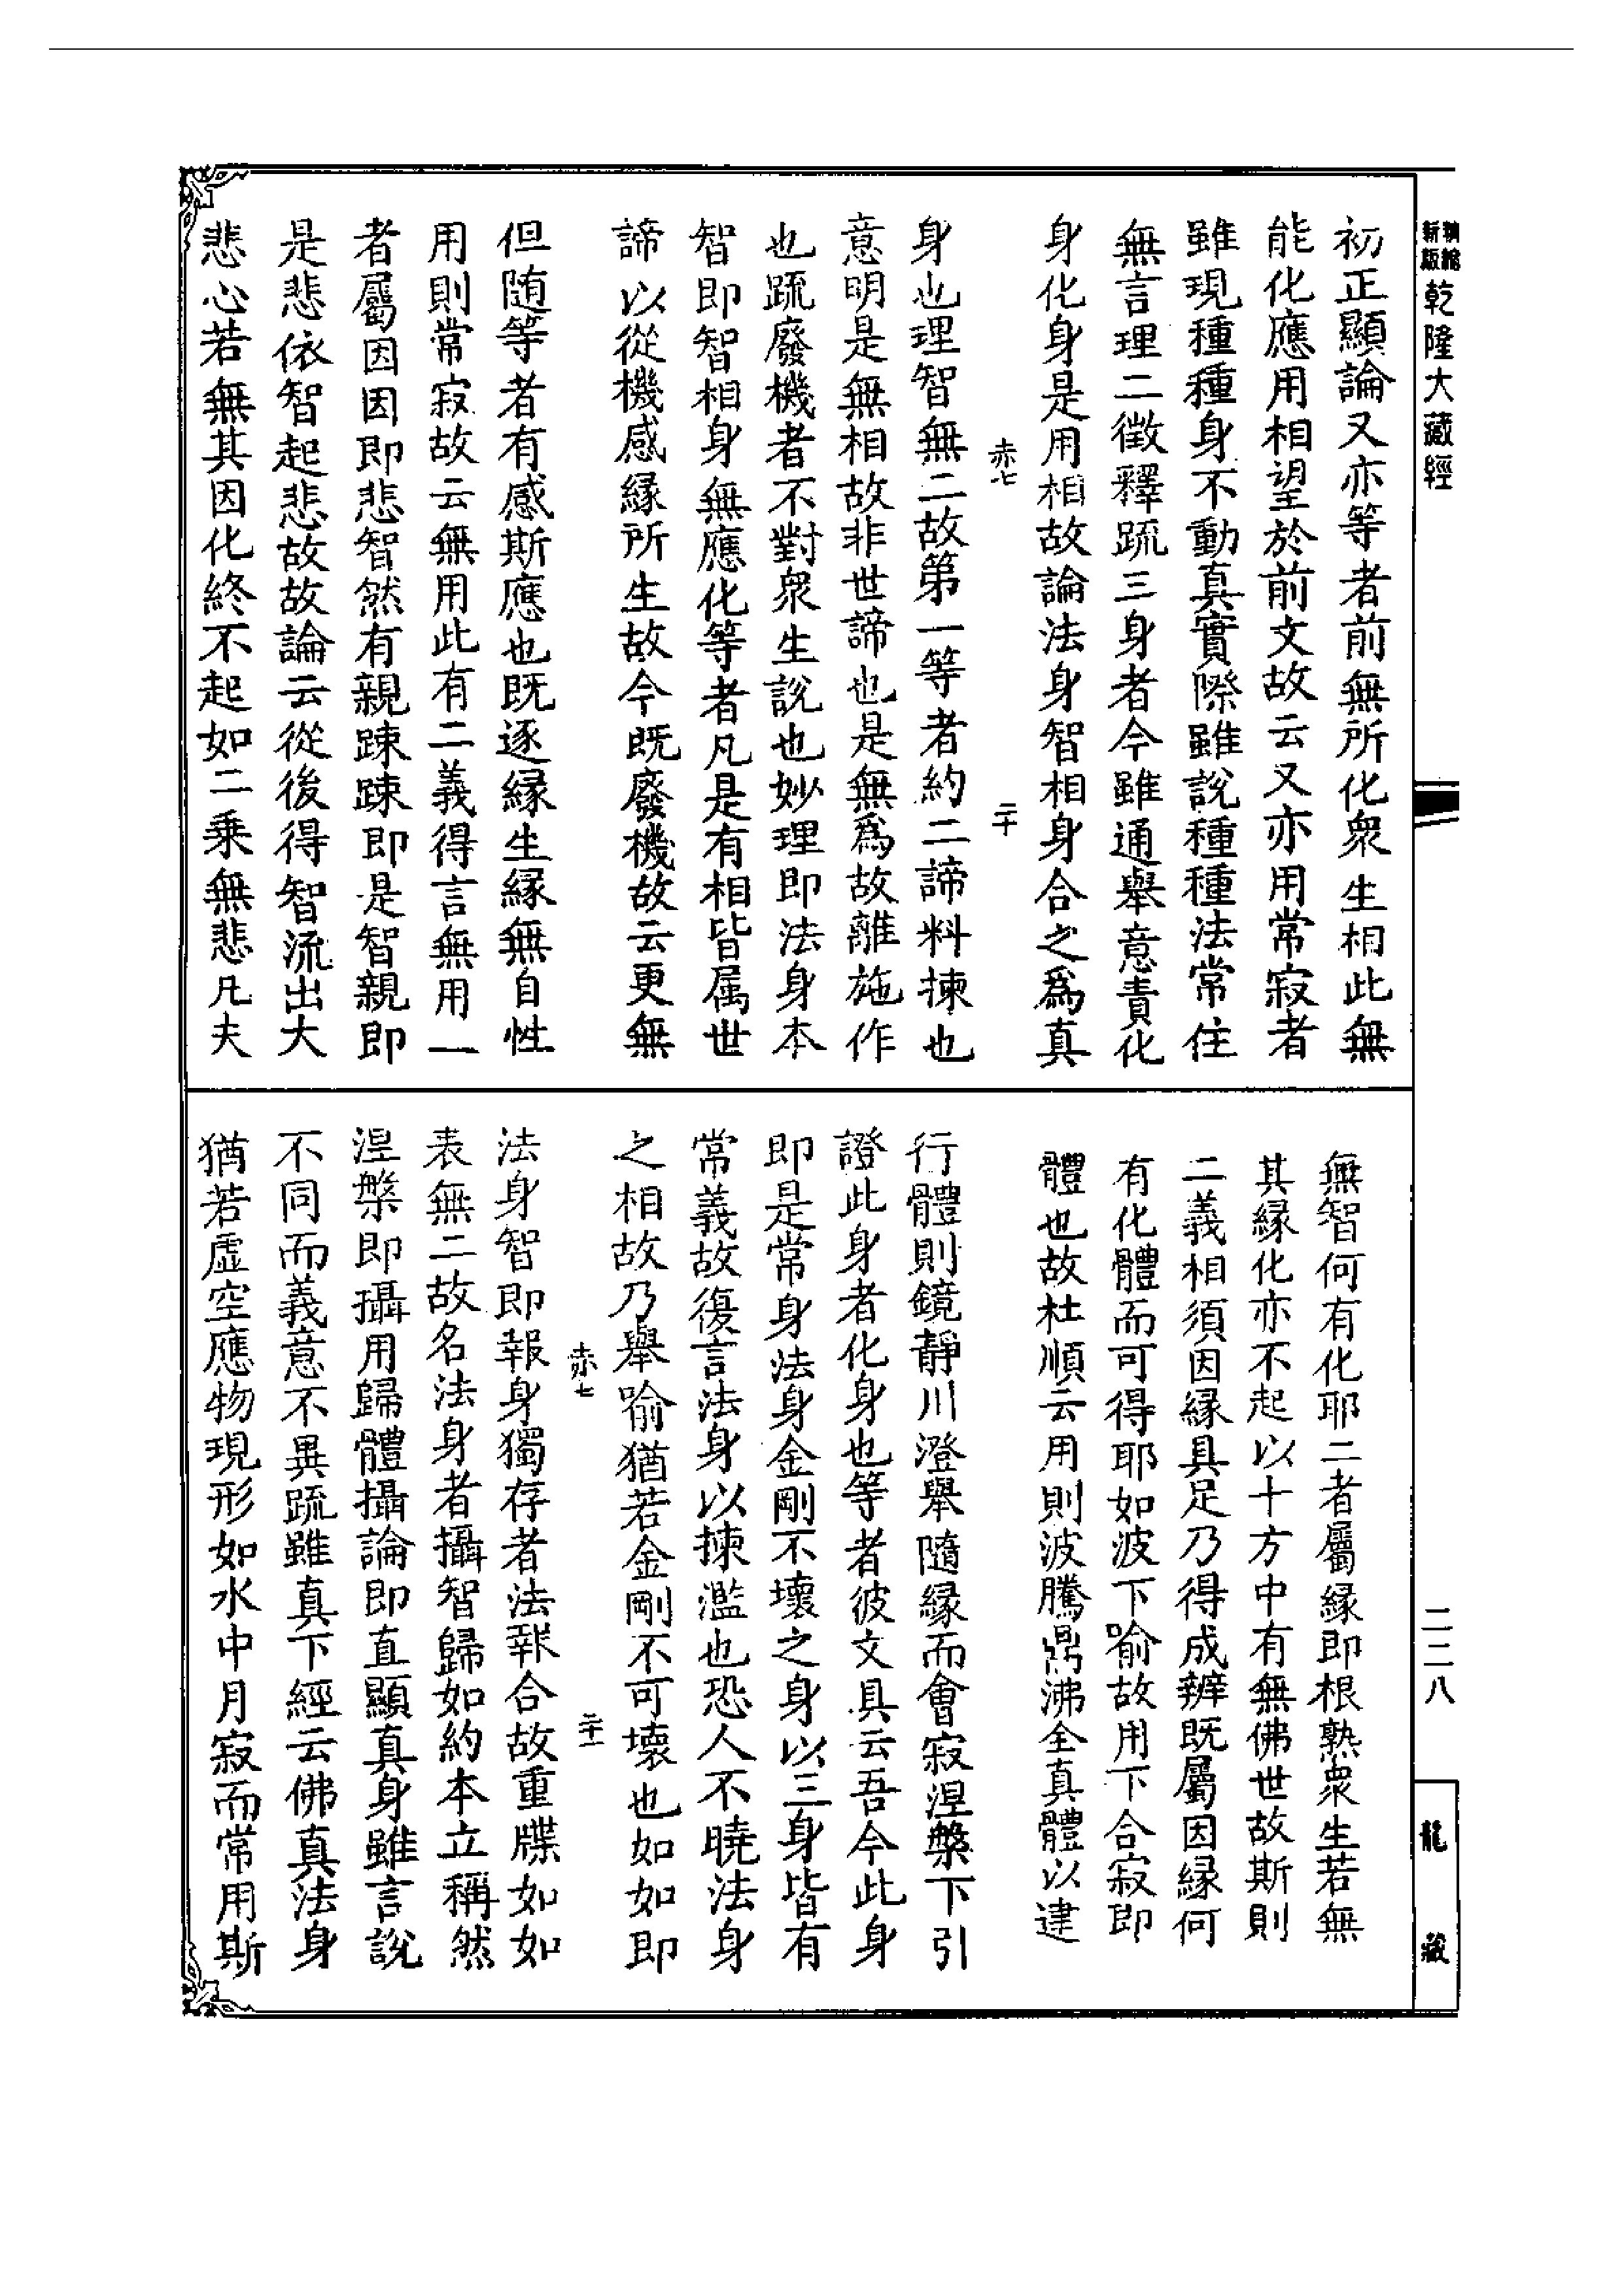 新版 精縮 乾隆大藏經
初正顯論又亦等者前無所化眾生相此無
能化應用相望於前文故云又亦用常寂者
雖現種種身不動真實際雖說種種法常住
無言理二徵釋疏三身者今雖通舉意責化
身化身是用相故論法身智相身合之為真
赤七 二十
身也理智無二故第一等者約二諦料揀也
意明是無相故非世諦也是無為故離施作
也疏廢機者不對眾生說也妙理即法身本
智即智相身無應化等者凡是有相皆屬世
諦以從機感緣所生故今既廢機故云更無
但隨等者有感斯應也既逐緣生緣無自性
用則常寂故云無用此有二義得言無用一
者屬因因即悲智然有親踈踈即是智親即
是悲依智起悲故故論云從後得智流出大
悲心若無其因化終不起如二乘無悲凡夫
無智何有化耶二者屬緣即根熟眾生若無
其緣化亦不起以十方中有無佛世故斯則
二義相須因緣具足乃得成辦既屬因緣何
有化體而可得耶如波下喻故用下合寂即
體也故杜順云用則波騰鼎沸全真體以建
行體則鏡靜川澄舉隨緣而會寂涅槃下引
證此身者化身也等者彼文具云吾今此身
即是常身法身金剛不壞之身以三身皆有
常義故復言法身以揀濫也恐人不曉法身
之相故乃舉喻猶若金剛不可壞也如如即
赤七 二十一
法身智即報身獨存者法報合故重牒如如
表無二故名法身者攝智歸如約本立稱然
涅槃即攝用歸體攝論即直顯真身雖言說
不同而義意不異疏雖真下經云佛真法身
猶若虛空應物現形如水中月寂而常用斯
二二八
龍藏